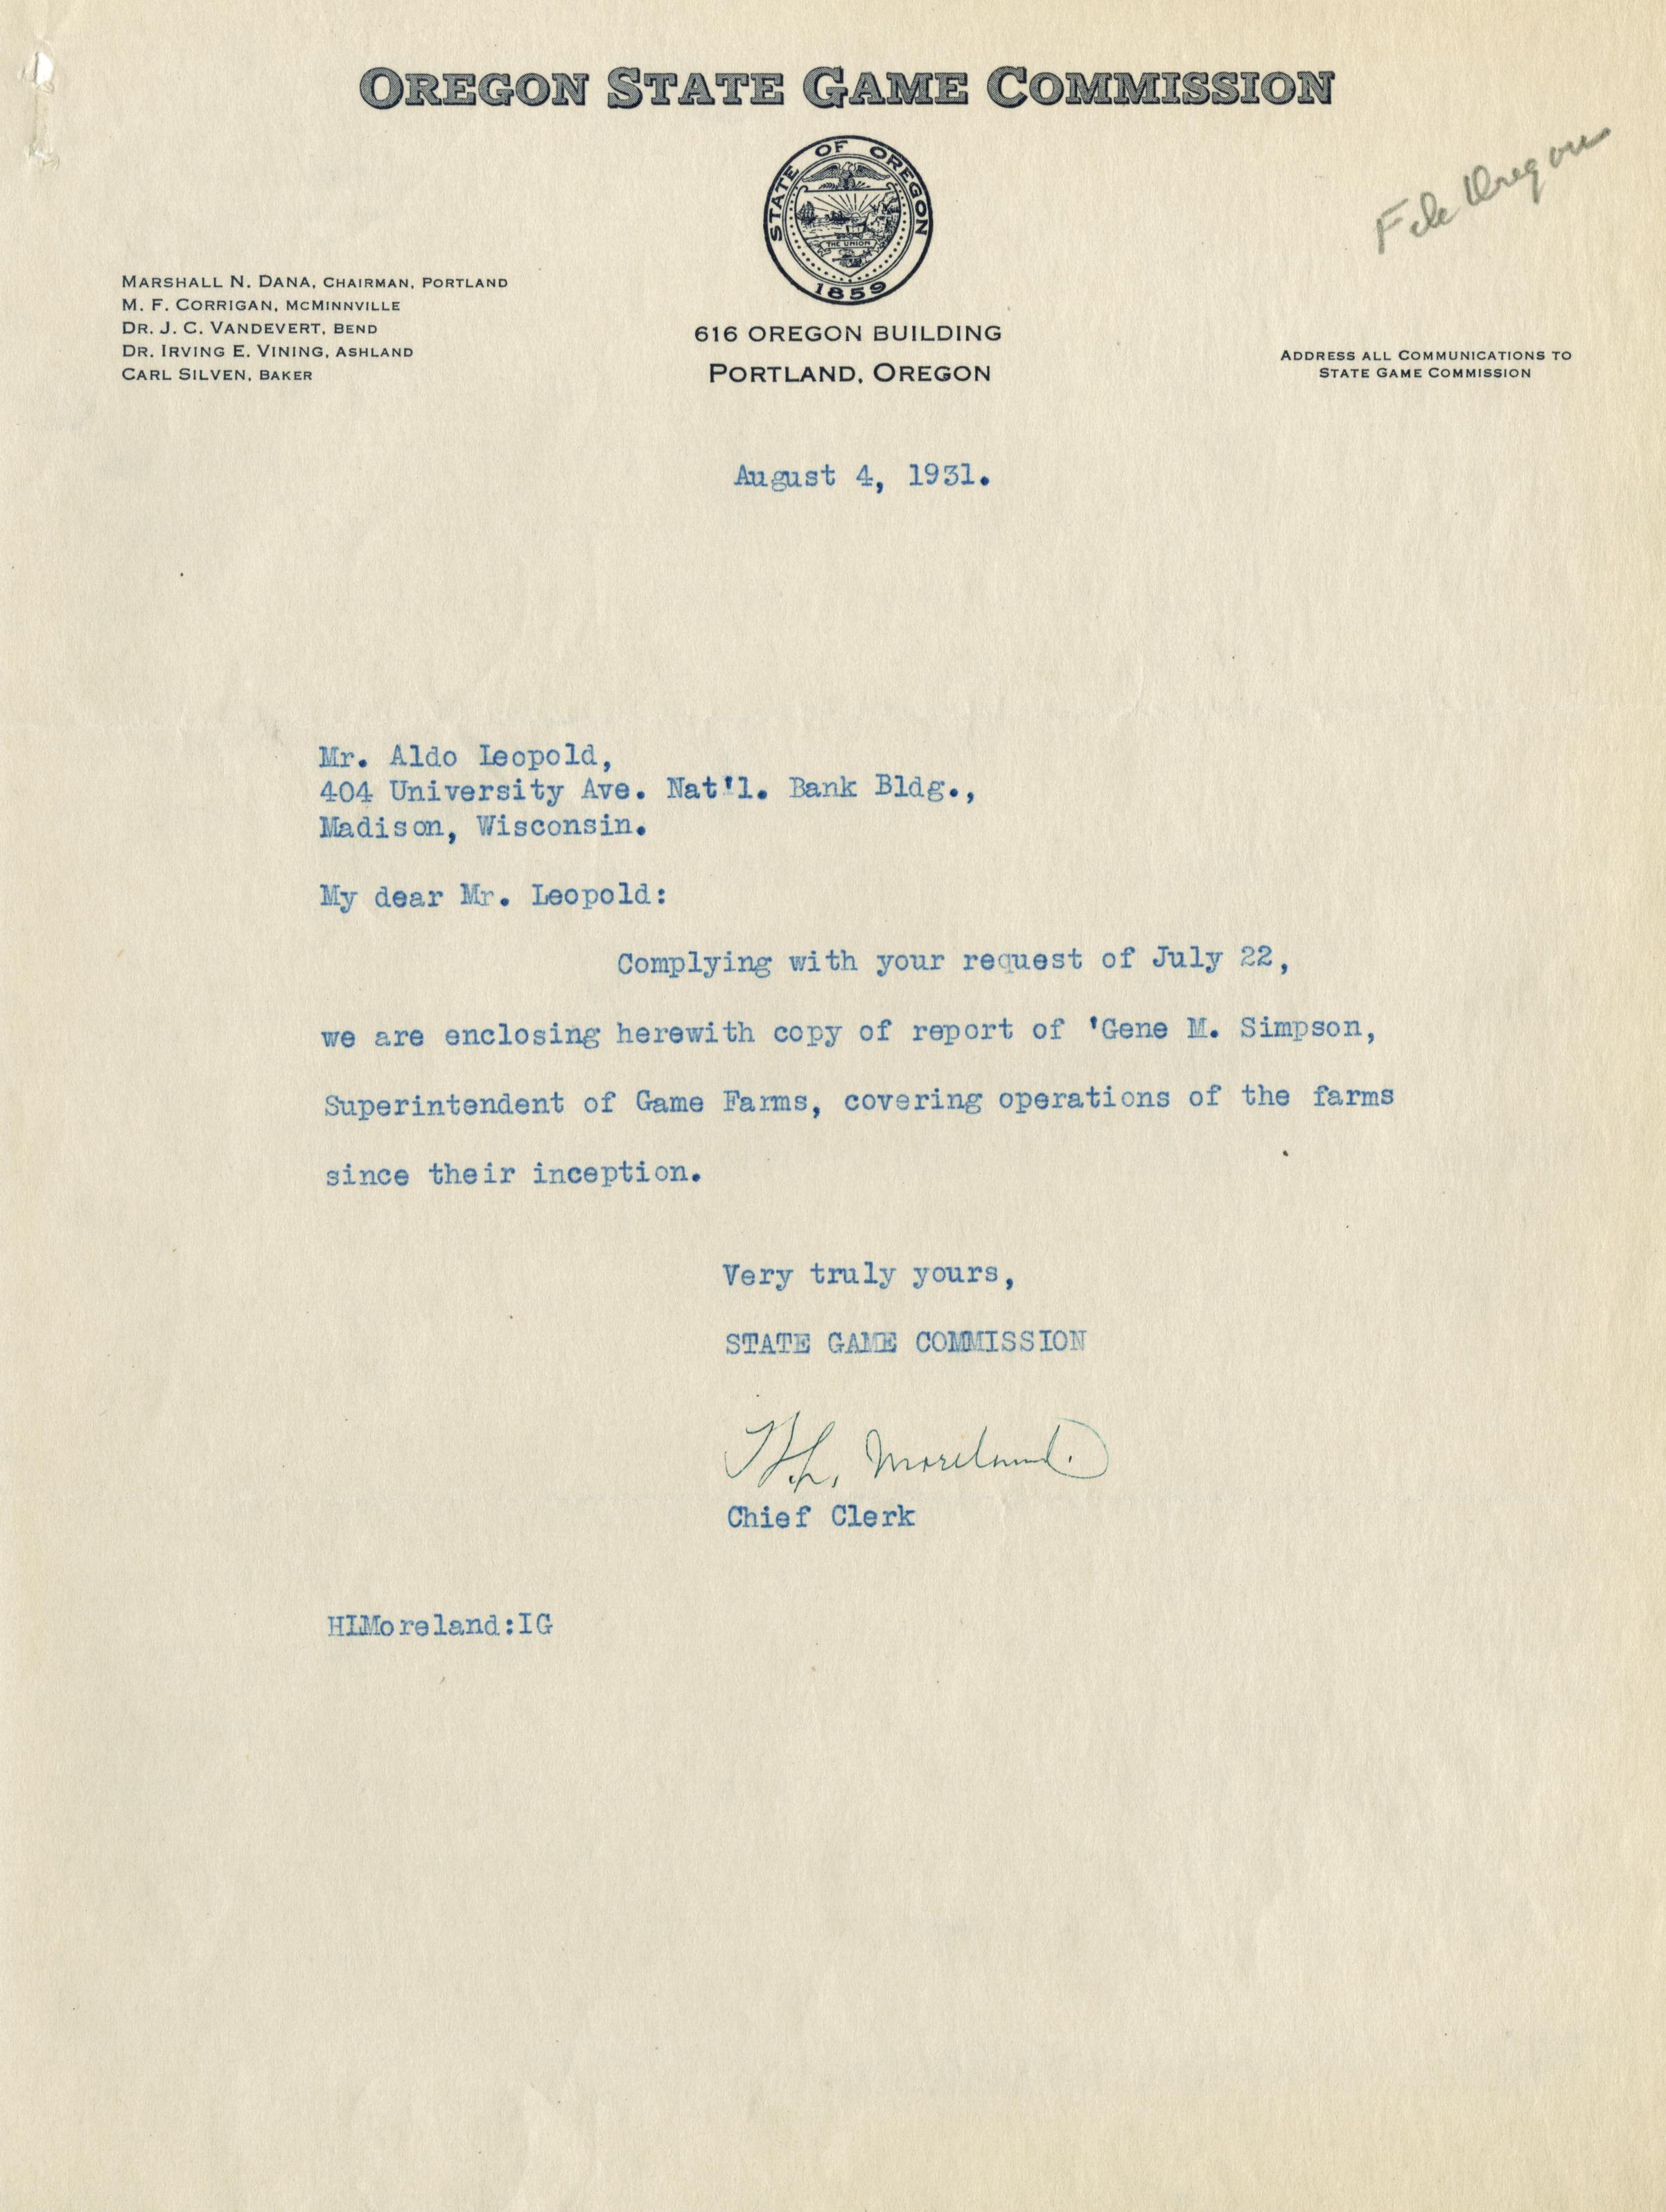 OREGON STATE GAME COMMISSION
File Oregon
STATE OF OREGON
THE UNION
1859
MARSHALL N. DANA, CHAIRMAN, PORTLAND
M. F. CORRIGAN, MCMINNVILLE
DR. J. C. VANDEVERT, BEND
DR. IRVING E. VINING, ASHLAND
CARL SILVEN, BAKER
616 OREGON BUILDING
PORTLAND, OREGON
ADDRESS ALL COMMUNICATIONS TO
STATE GAME COMMISSION
August 4, 1931.
Mr. Aldo Leopold,
404 University Ave. Nat'l. Bank Bldg.,
Madison, Wisconsin.
My dear Mr. Leopold:
Complying with your request of July 22,
we are enclosing herewith copy of report of 'Gene M. Simpson,
Superintendent of Game Farms, covering operations of the farms
since their inception.
Very truly yours,
STATE GAME COMMISSION
H.L. Moreland.
Chief Clerk
HLMoreland:IG